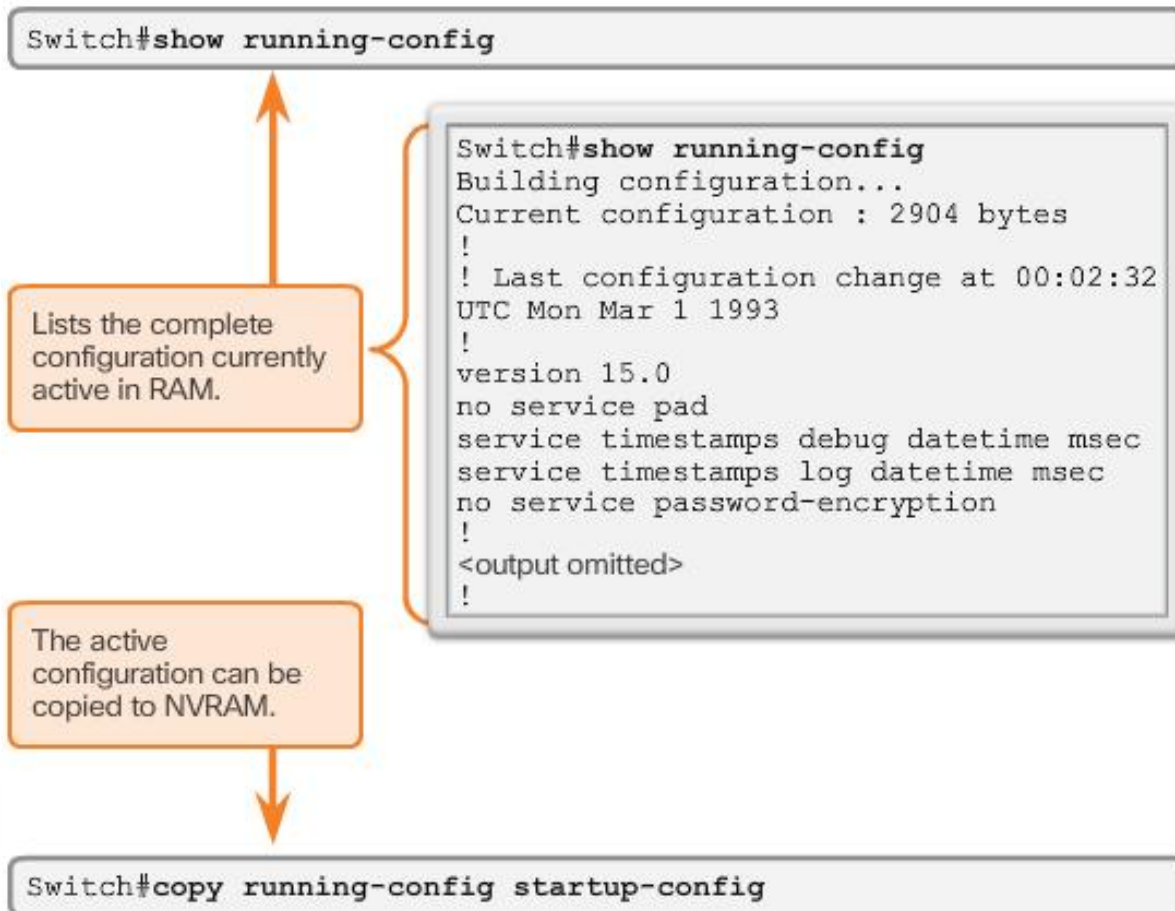 Switch#show running-config
Switch#show running-config
Building configuration...
Current configuration : 2904 bytes
!
! Last configuration change at 00:02:32
UTC Mon Mar 1 1993
!
version 15.0
no service pad
service timestamps debug datetime msec
service timestamps log datetime msec
no service password-encryption
!
<output omitted>
!
Lists the complete
configuration currently
active in RAM.
The active
configuration can be
copied to NVRAM.
Switch#copy running-config startup-config